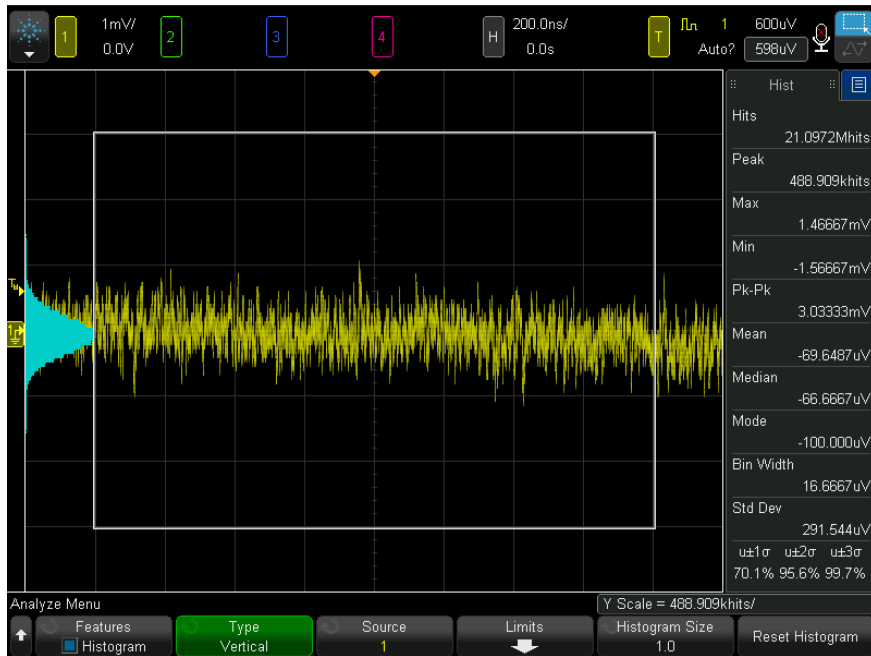 1 1mV/ 0.0V 2 3 4 H 200.0ns/ 0.0s T 1 600uV Auto? 598uV
Hist
Hits
21.0972Mhits
Peak
488.909khits
Max
1.46667mV
Min
-1.56667mV
Pk-Pk
3.03333mV
Mean
-69.6487uV
Median
-66.6667uV
Mode
-100.000uV
Bin Width
16.6667uV
Std Dev
291.544uV
u±1σ u±2σ u±3σ
70.1% 95.6% 99.7%
T
1
Analyze Menu
Y Scale = 488.909khits/
Features
Histogram
Type
Vertical
Source
1
Limits
Histogram Size
1.0
Reset Histogram